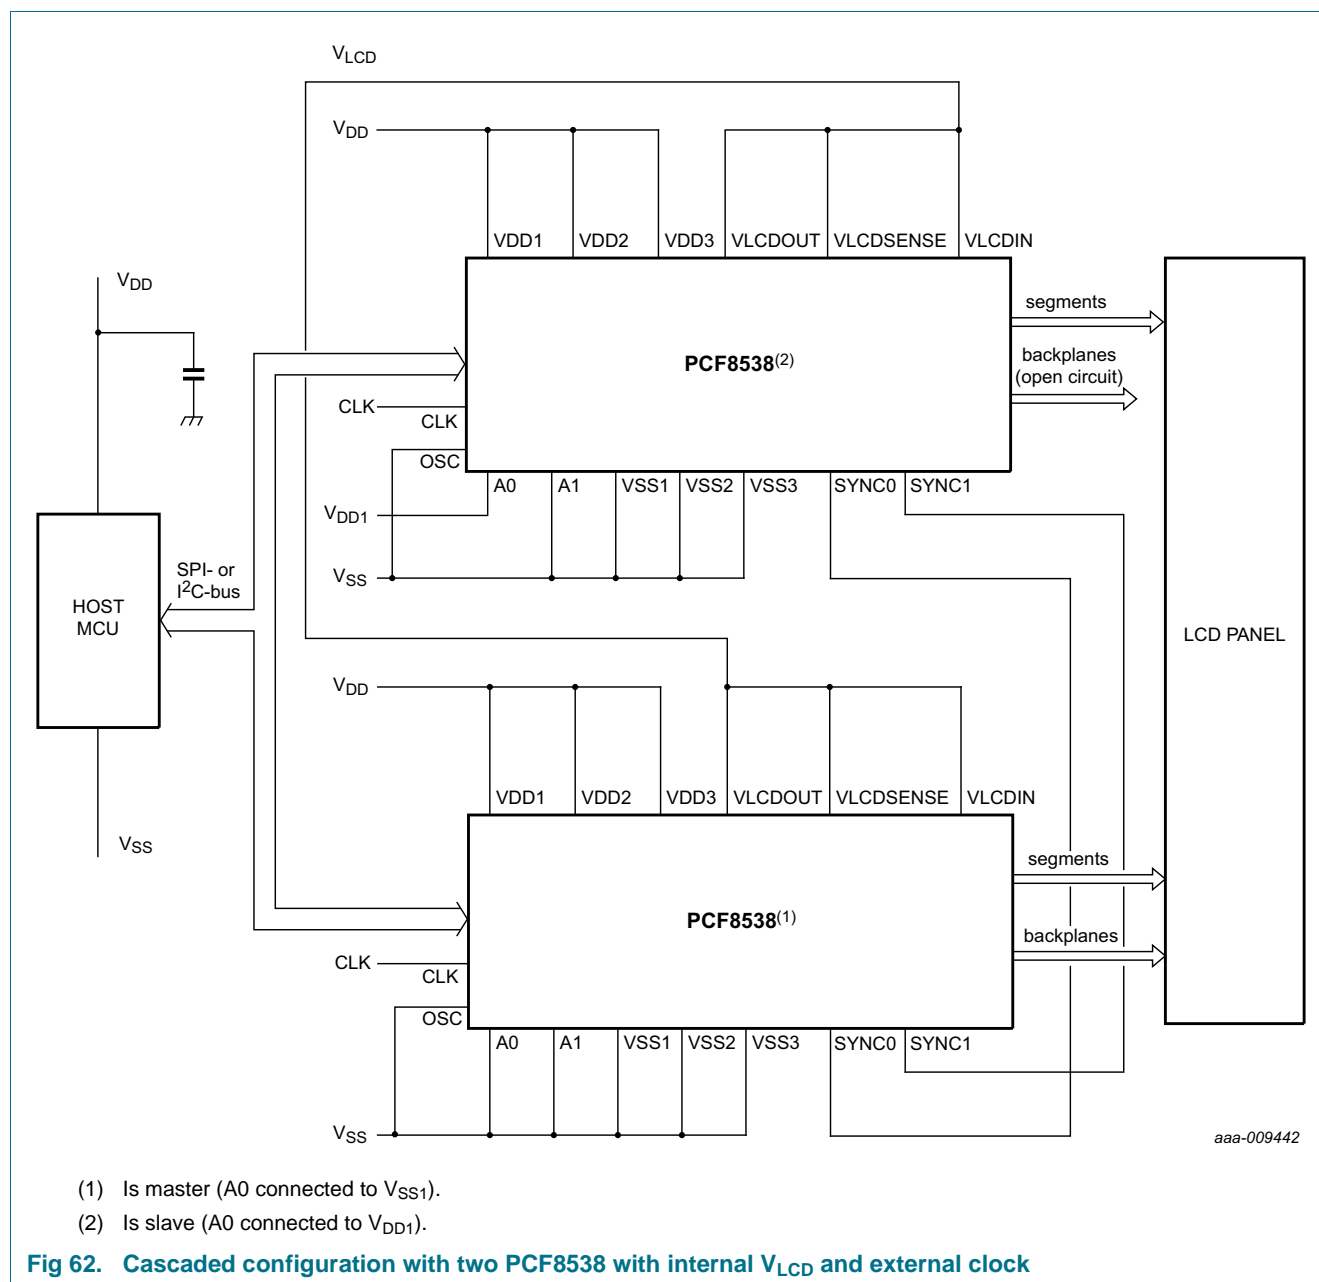 VLCD
VDD
VDD1 VDD2 VDD3 VLCDOUT VLCDSENSE VLCDIN
VDD
segments
backplanes
(open circuit)
PCF8538(2)
CLK
CLK
OSC
A0 A1 VSS1 VSS2 VSS3 SYNC0 SYNC1
VDD1
VSS
SPI- or
I2C-bus
HOST
MCU
LCD PANEL
VDD
VDD1 VDD2 VDD3 VLCDOUT VLCDSENSE VLCDIN
VSS
segments
PCF8538(1)
backplanes
CLK
CLK
OSC
A0 A1 VSS1 VSS2 VSS3 SYNC0 SYNC1
VSS
aaa-009442
(1) Is master (A0 connected to VSS1).
(2) Is slave (A0 connected to VDD1).
Fig 62. Cascaded configuration with two PCF8538 with internal VLCD and external clock